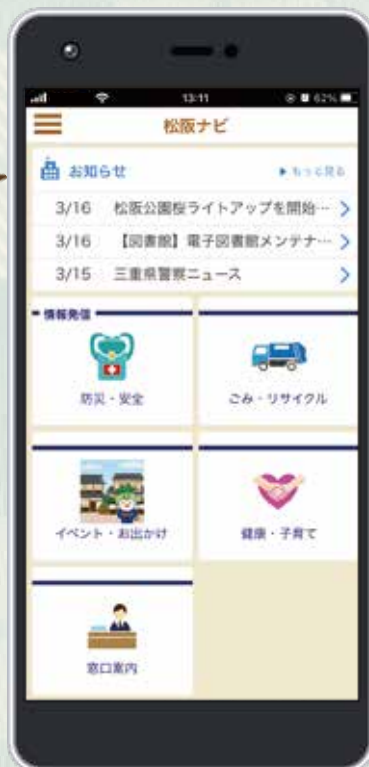 13:11 62%
松阪ナビ
お知らせ ▶ もっと見る
3/16 松阪公園桜ライトアップを開始…
3/16 【図書館】電子図書館メンテナ…
3/15 三重県警察ニュース
情報発信
防災・安全 ごみ・リサイクル
イベント・お出かけ 健康・子育て
窓口案内